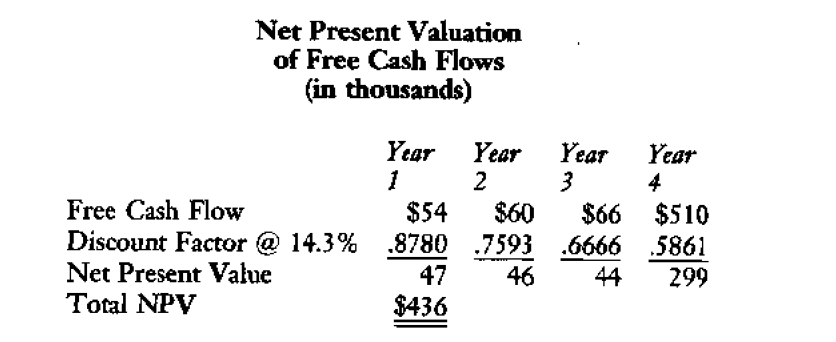 Net Present Valuation
of Free Cash Flows
(in thousands)
Year Year Year Year
1 2 3 4
Free Cash Flow $54 $60 $66 $510
Discount Factor @ 14.3% .8780 .7593 .6666 .5861
Net Present Value 47 46 44 299
Total NPV $436